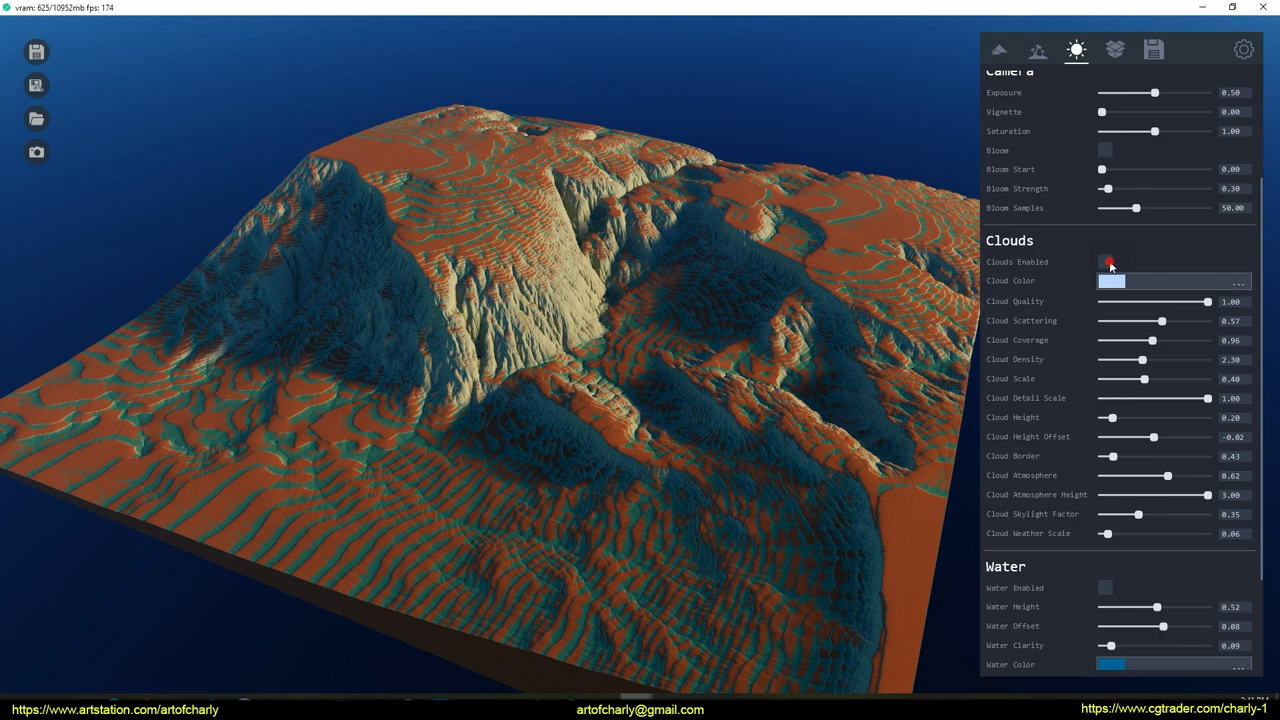 vram: 625/10952mb fps: 174
Camera
Exposure 0.50
Vignette 0.00
Saturation 1.00
Bloom
Bloom Start 0.00
Bloom Strength 0.30
Bloom Samples 50.00
Clouds
Clouds Enabled
Cloud Color ...
Cloud Quality 1.00
Cloud Scattering 0.57
Cloud Coverage 0.96
Cloud Density 2.30
Cloud Scale 0.40
Cloud Detail Scale 1.00
Cloud Height 0.20
Cloud Height Offset -0.02
Cloud Border 0.43
Cloud Atmosphere 0.62
Cloud Atmosphere Height 3.00
Cloud Skylight Factor 0.35
Cloud Weather Scale 0.06
Water
Water Enabled
Water Height 0.52
Water Offset 0.08
Water Clarity 0.09
Water Color ...
https://www.artstation.com/artofcharly artofcharly@gmail.com https://www.cgtrader.com/charly-1